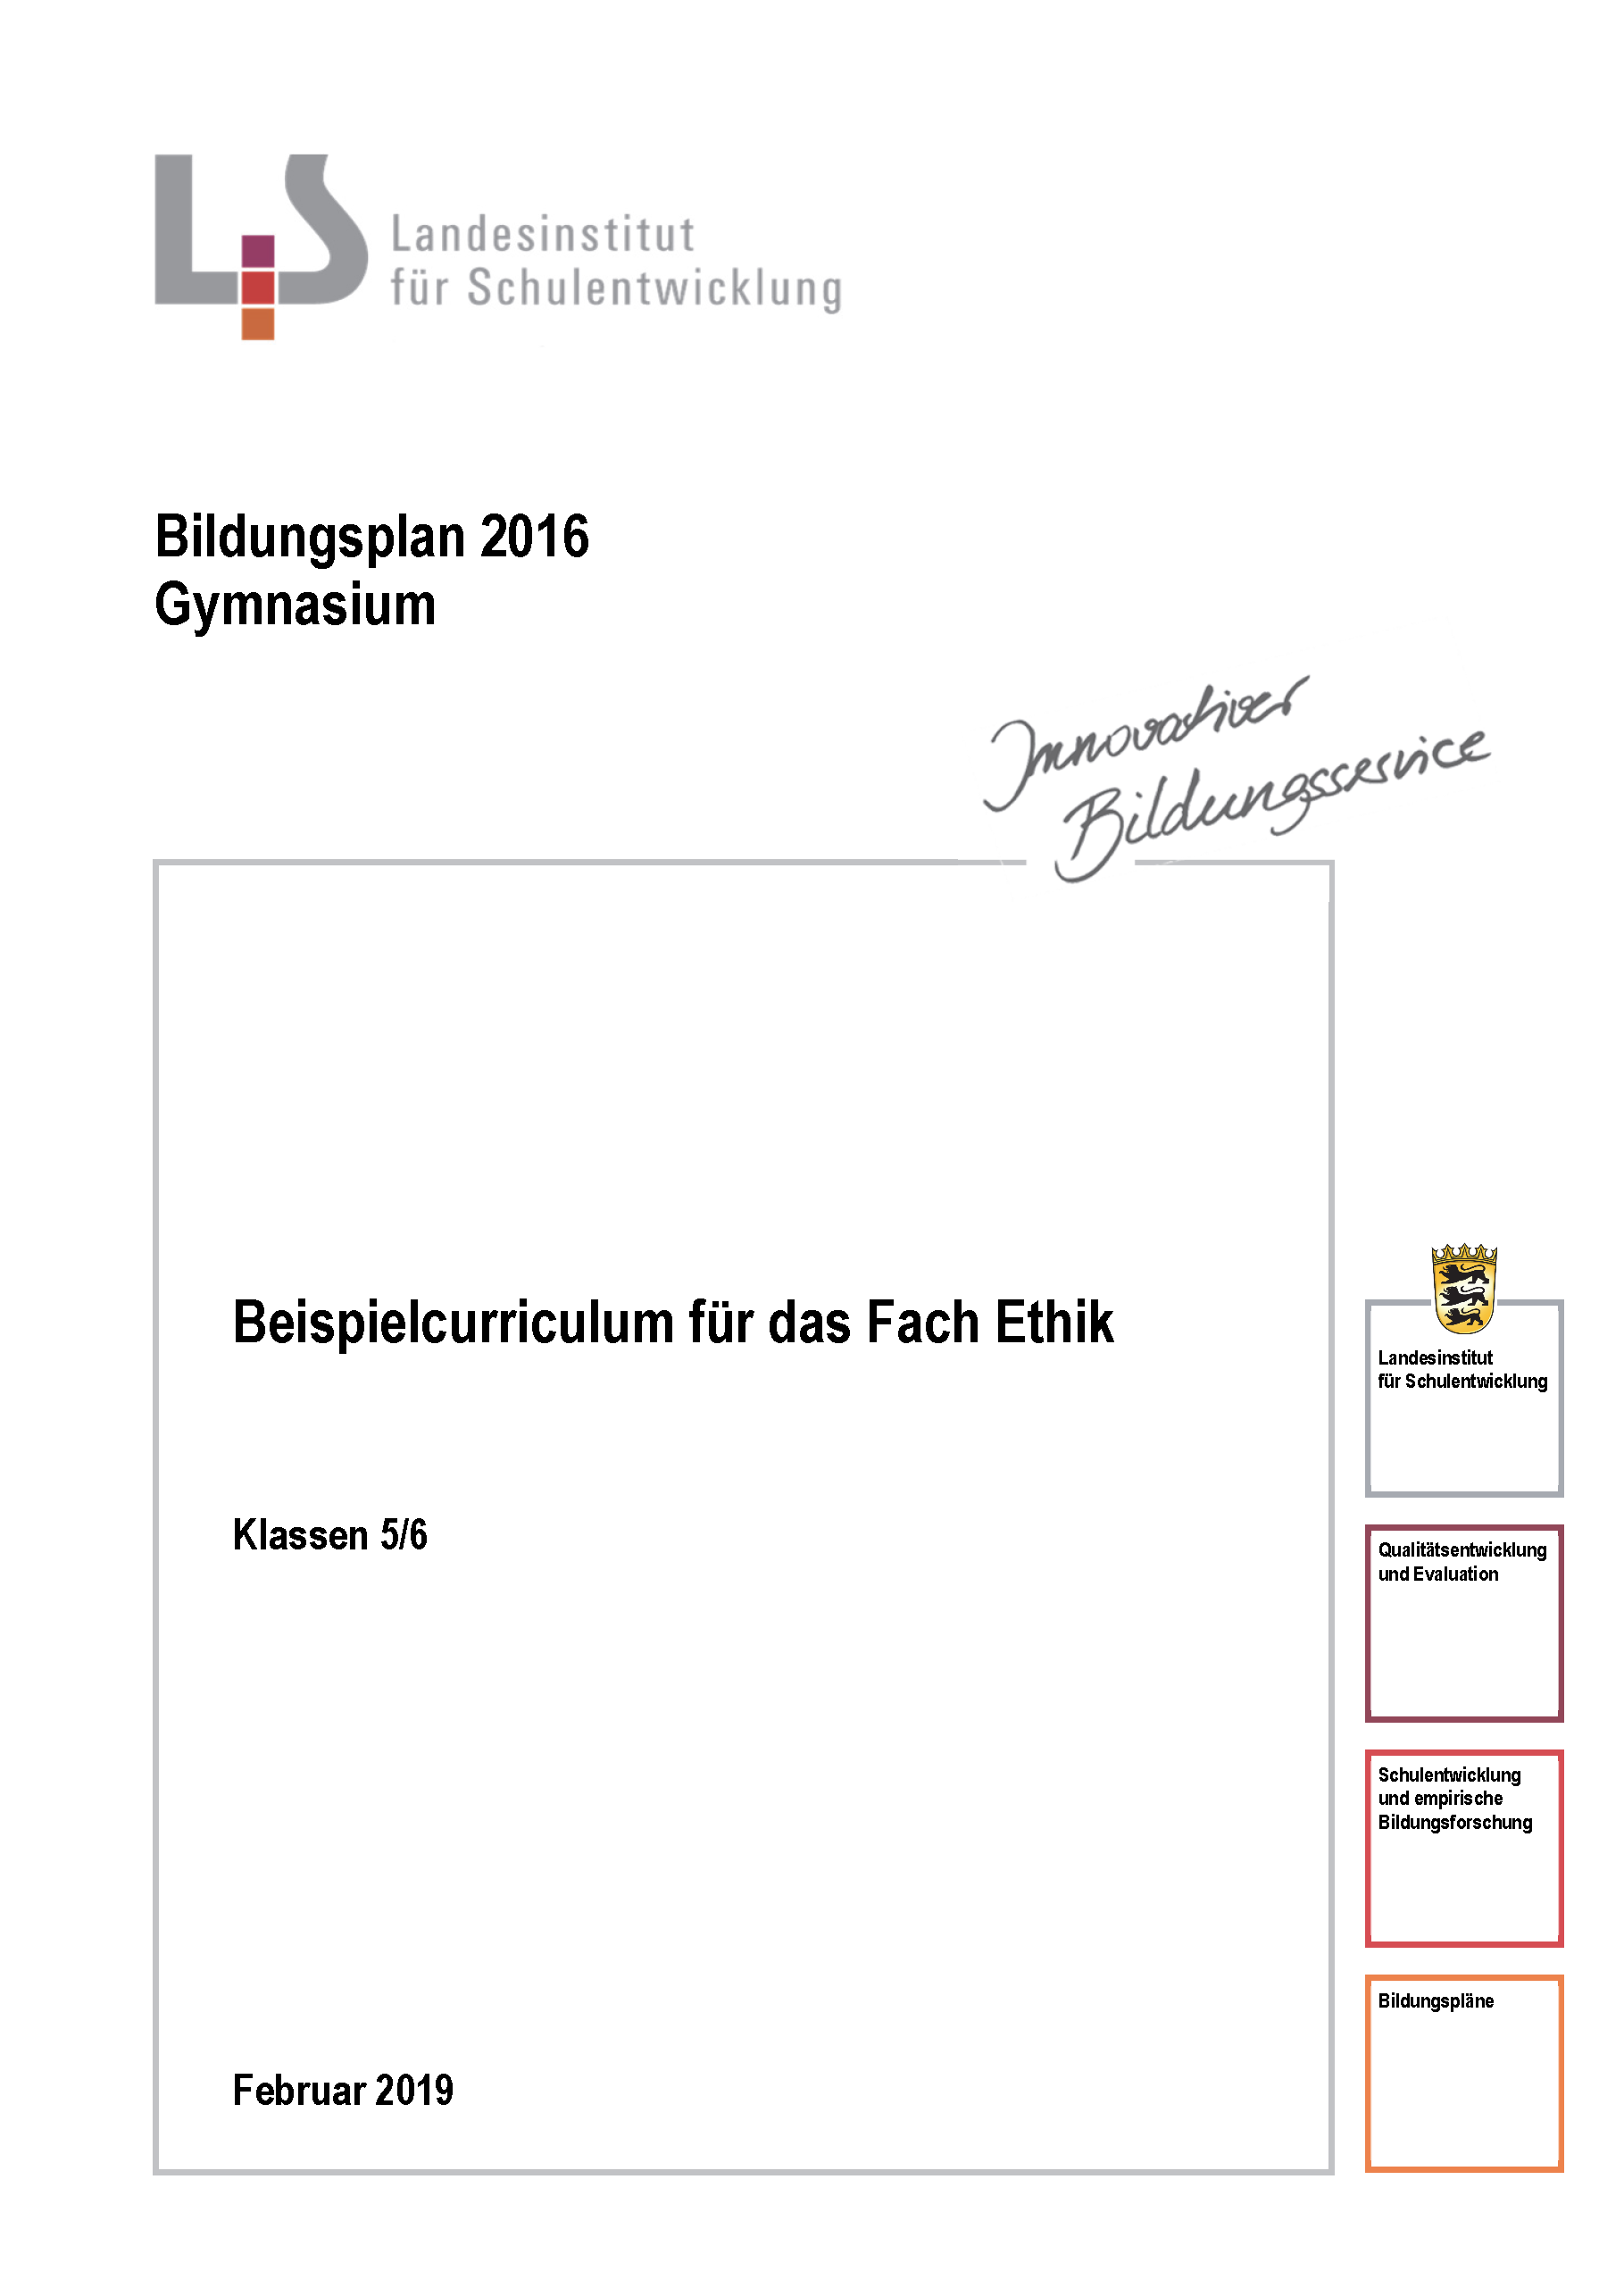 LS
Landesinstitut
für Schulentwicklung
Bildungsplan 2016
Gymnasium
Innovativer
Bildungsservice
Beispielcurriculum für das Fach Ethik
Klassen 5/6
Februar 2019
Landesinstitut
für Schulentwicklung
Qualitätsentwicklung
und Evaluation
Schulentwicklung
und empirische
Bildungsforschung
Bildungspläne